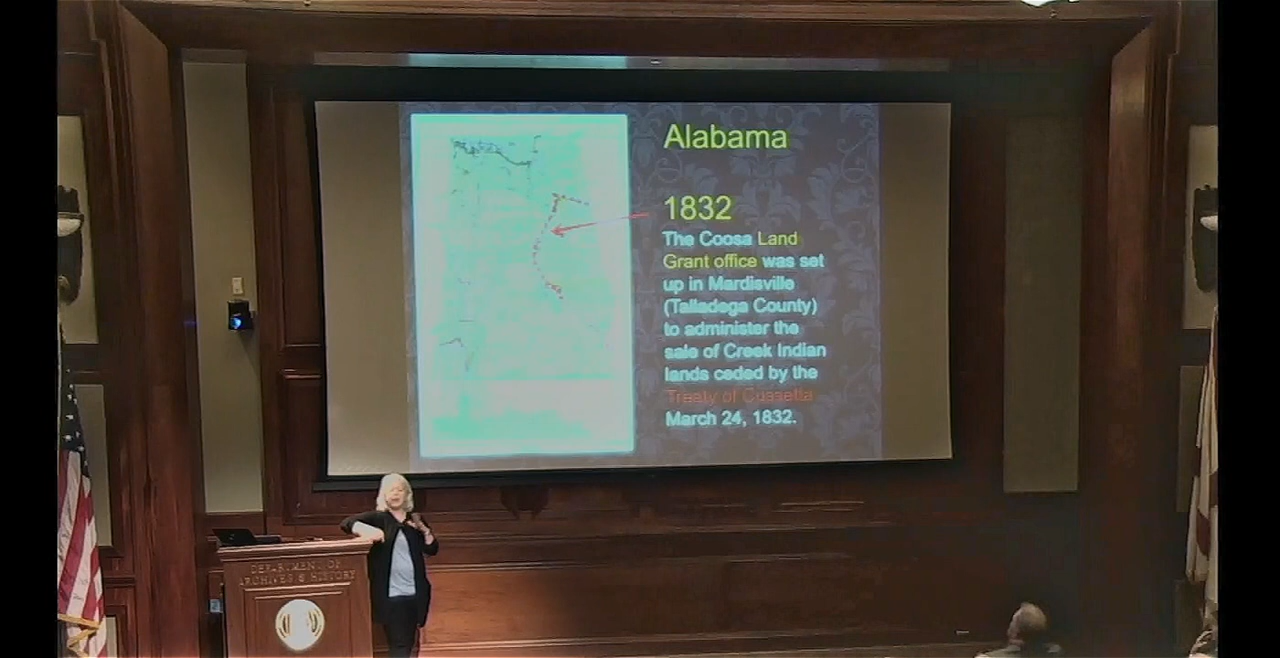 Alabama
1832
The Coosa Land
Grant office was set
up in Mardisville
(Talladega County)
to administer the
sale of Creek Indian
lands ceded by the
Treaty of Cusseta
March 24, 1832.
DEPARTMENT OF
ARCHIVES & HISTORY